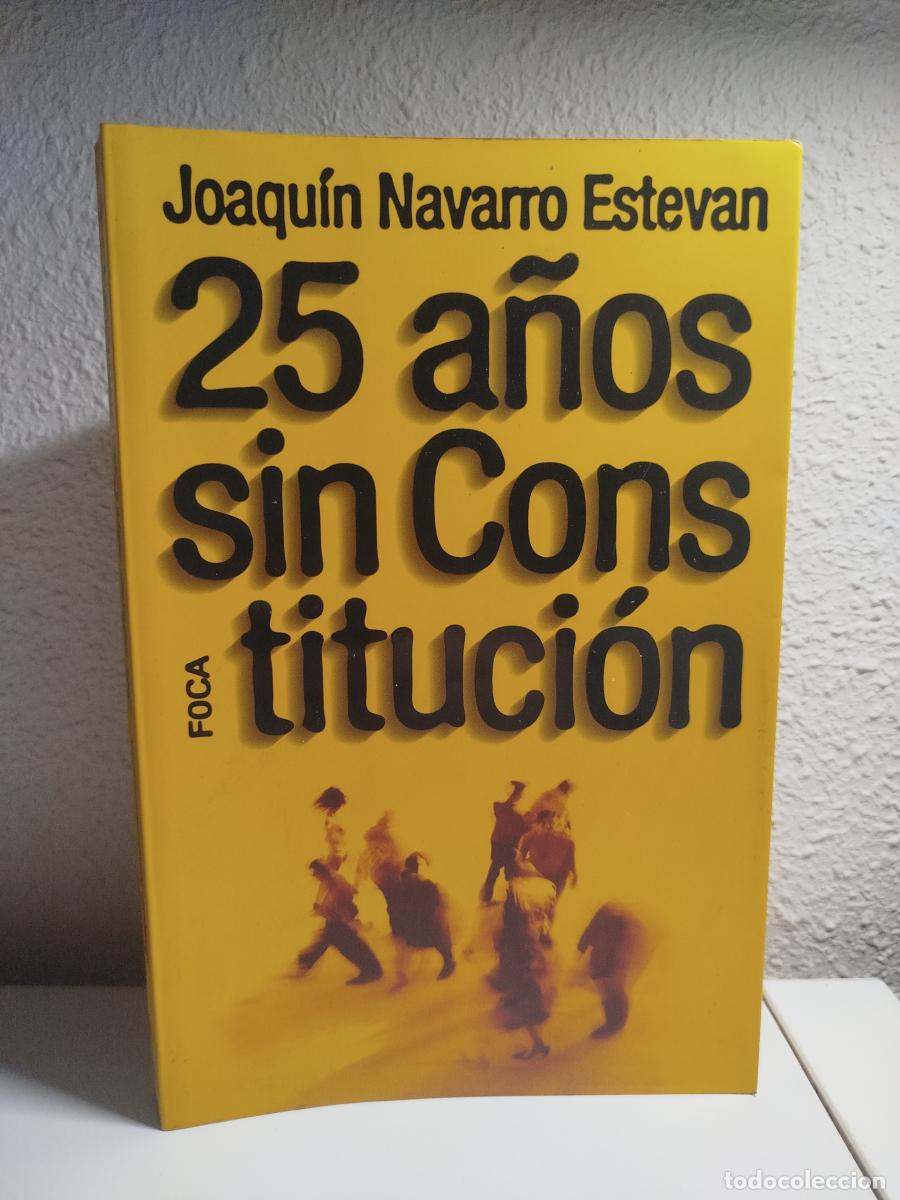 Joaquín Navarro Estevan
25 años
sin Cons
titución
FOCA
todocoleccion